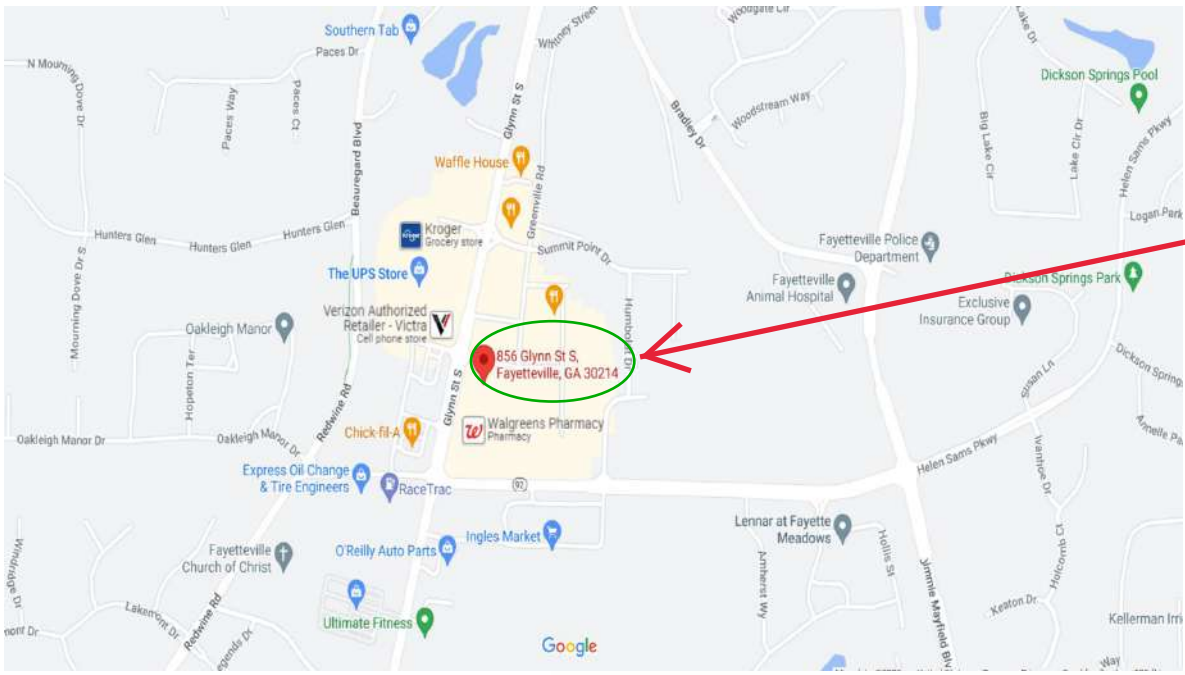 Woodgate Cir
Southern Tab
Whitney Street
Lake Dr
Paces Dr
N Mourning Dove Dr
Dickson Springs Pool
Paces Way
Paces Ct
Glynn St S
Bradley Dr
Woodstream Way
Big Lake Cir
Lake Cir Dr
Helen Sams Pkwy
Beauregard Blvd
Waffle House
Greenville Rd
Logan Park
Hunters Glen
Hunters Glen
Hunters Glen
Kroger
Grocery store
Summit Point Dr
Fayetteville Police
Department
Mourning Dove Dr S
The UPS Store
Fayetteville
Animal Hospital
Dickson Springs Park
Verizon Authorized
Retailer - Victra
Cell phone store
Humboldt Dr
Exclusive
Insurance Group
Oakleigh Manor
856 Glynn St S,
Fayetteville, GA 30214
Hopeton Ter
Redwine Rd
Glynn St S
Susan Ln
Dickson Springs
Walgreens Pharmacy
Pharmacy
Chick-fil-A
Oakleigh Manor Dr
Oakleigh Manor Dr
Annelle Pa
Helen Sams Pkwy
Ivanhoe Dr
Express Oil Change
& Tire Engineers
RaceTrac
92
Lennar at Fayette
Meadows
Ingles Market
O'Reilly Auto Parts
Fayetteville
Church of Christ
Windridge Dr
Hollis St
Holcomb Ct
Amherst Wy
Jimmie Mayfield Blv
Lakemont Dr
Redwine Rd
Keaton Dr
Ultimate Fitness
Kellerman Irri
mont Dr
egends Dr
Google
Way